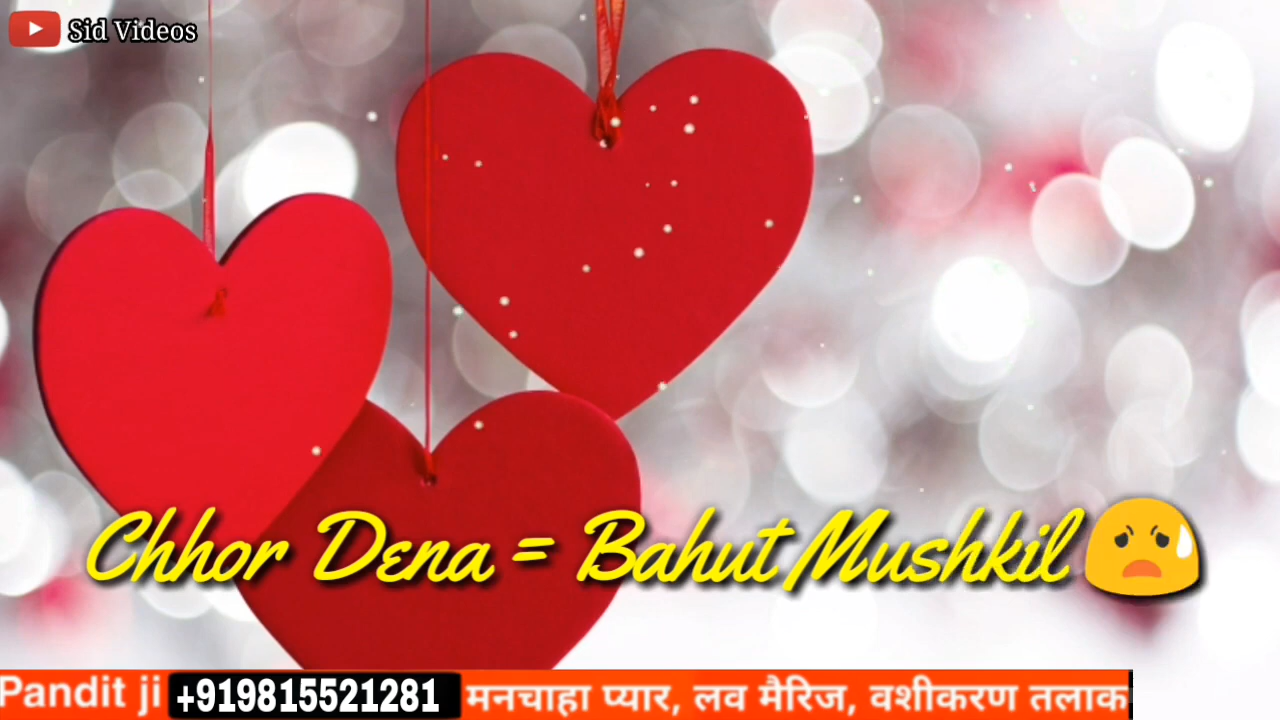 Sid Videos
Chhor Dena = Bahut Mushkil
Pandit ji +919815521281 मनचाहा प्यार, लव मैरिज, वशीकरण तलाक